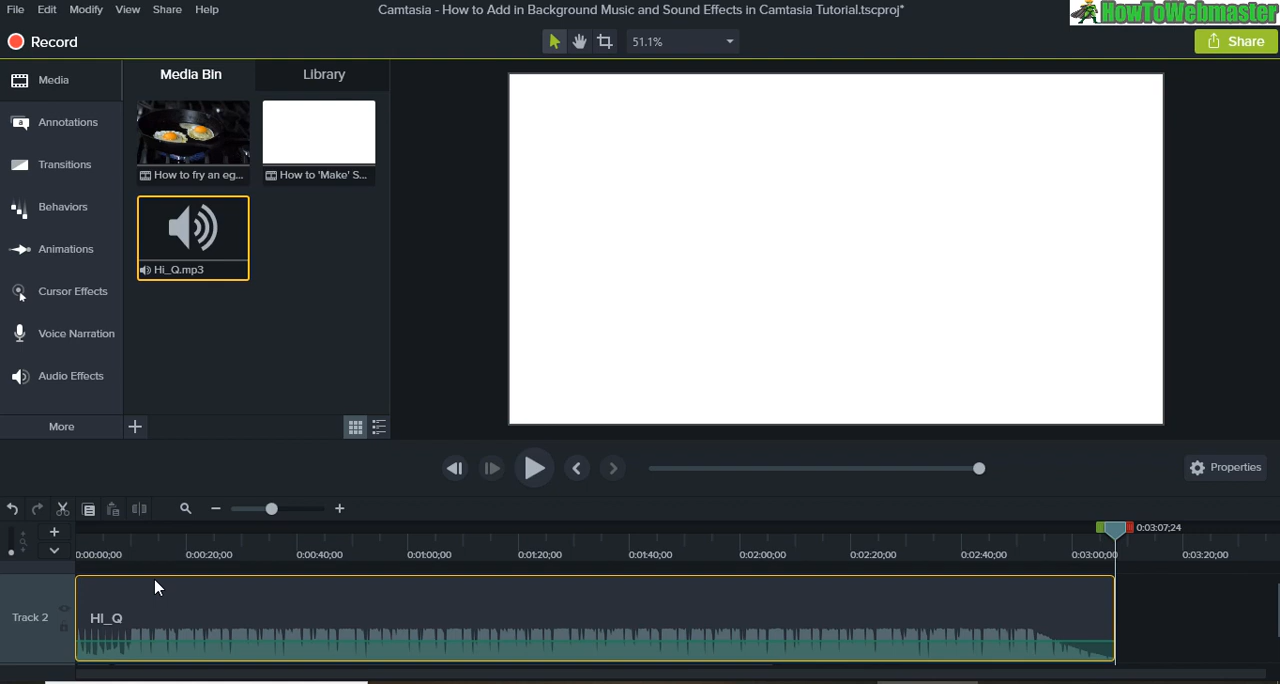 File Edit Modify View Share Help
Camtasia - How to Add in Background Music and Sound Effects in Camtasia Tutorial.tscproj*
HowToWebmaster
Record
51.1%
Share
Media
Annotations
Transitions
Behaviors
Animations
Cursor Effects
Voice Narration
Audio Effects
More
Media Bin
Library
How to fry an eg...
How to 'Make' S...
Hi_Q.mp3
Properties
0:03:07;24
0:00:00;00 0:00:20;00 0:00:40;00 0:01:00;00 0:01:20;00 0:01:40;00 0:02:00;00 0:02:20;00 0:02:40;00 0:03:00;00 0:03:20;00
Track 2
HI_Q